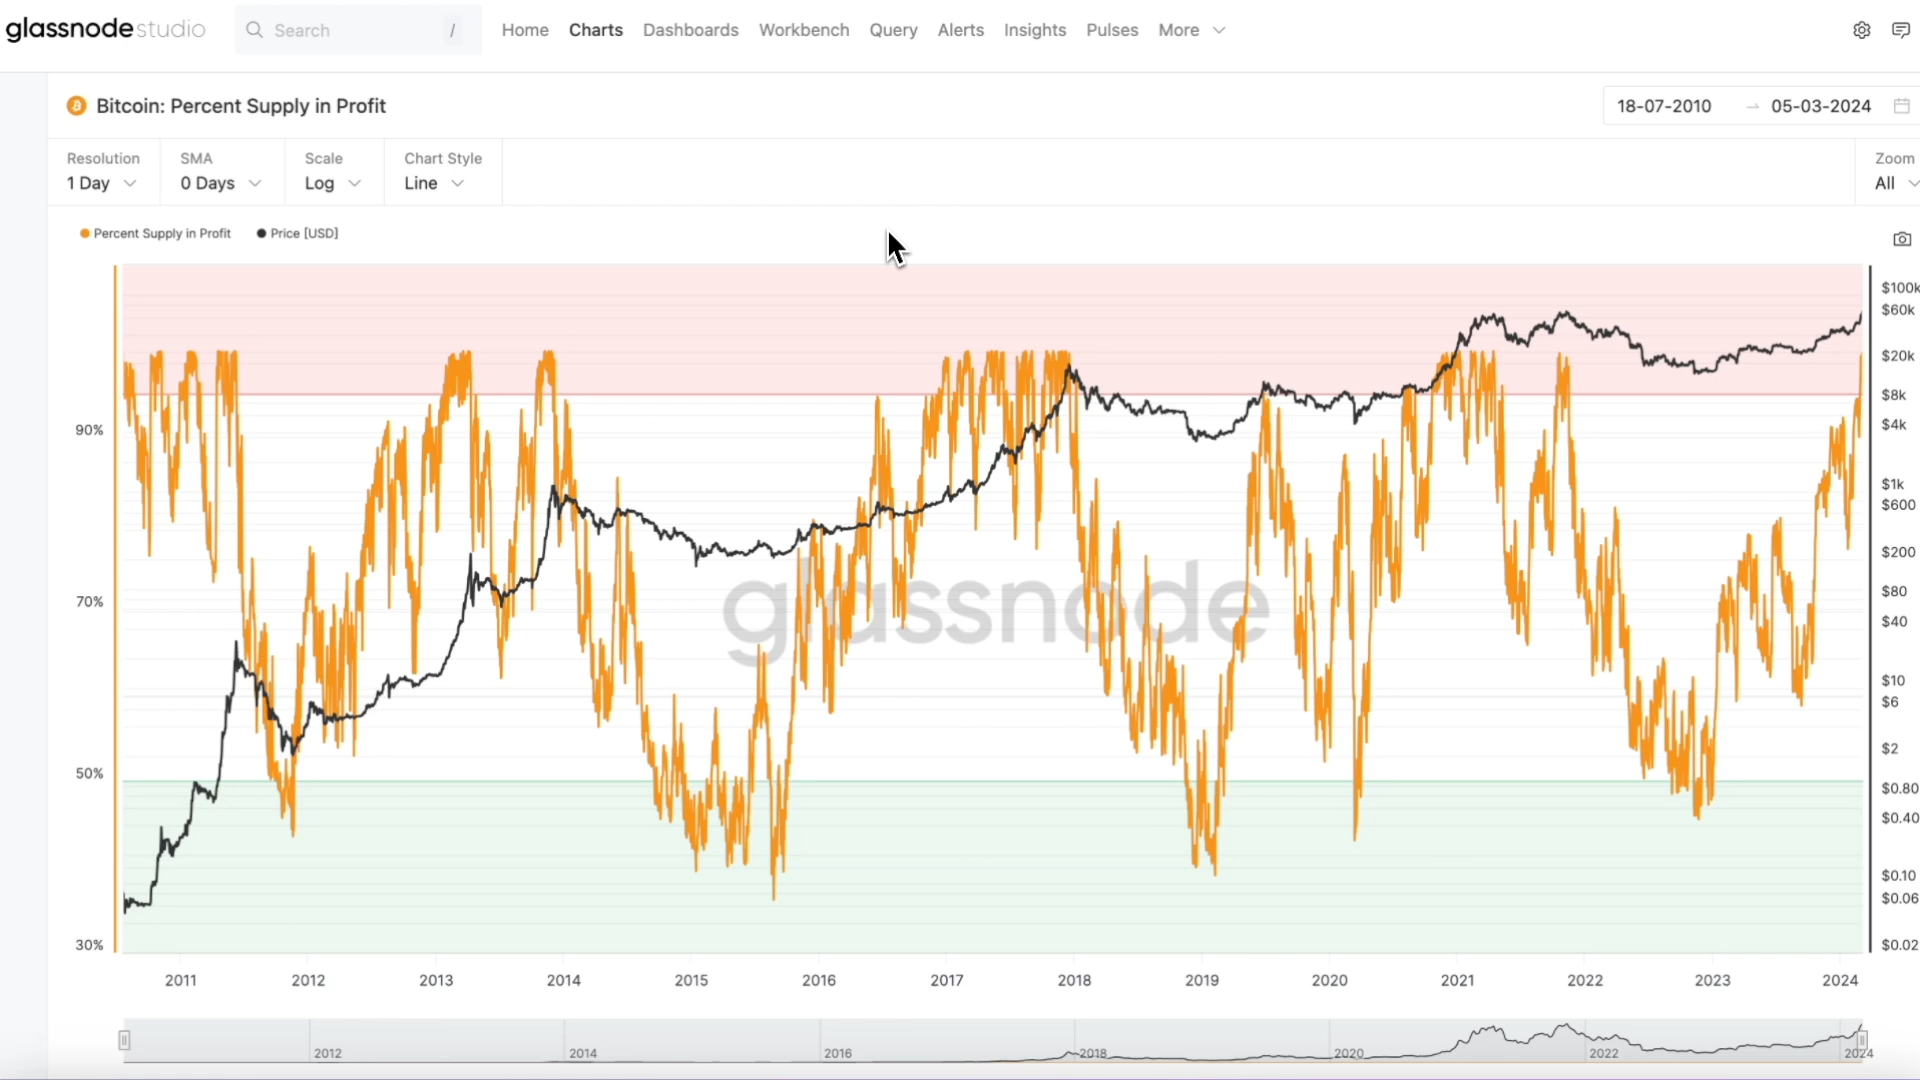 glassnodestudio Search / Home Charts Dashboards Workbench Query Alerts Insights Pulses More
Bitcoin: Percent Supply in Profit 18-07-2010 → 05-03-2024
Resolution SMA Scale Chart Style Zoom
1 Day 0 Days Log Line All
Percent Supply in Profit Price [USD]
90%
70%
50%
30%
$100k
$60k
$20k
$8k
$4k
$1k
$600
$200
$80
$40
$10
$6
$2
$0.80
$0.40
$0.10
$0.06
$0.02
glassnode
2011 2012 2013 2014 2015 2016 2017 2018 2019 2020 2021 2022 2023 2024
2012 2014 2016 2018 2020 2022 2024